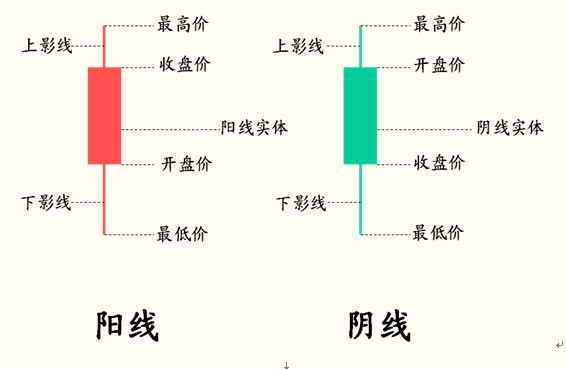 最高价
上影线
收盘价
阳线实体
开盘价
下影线
最低价
阳线
最高价
上影线
开盘价
阴线实体
收盘价
下影线
最低价
阴线